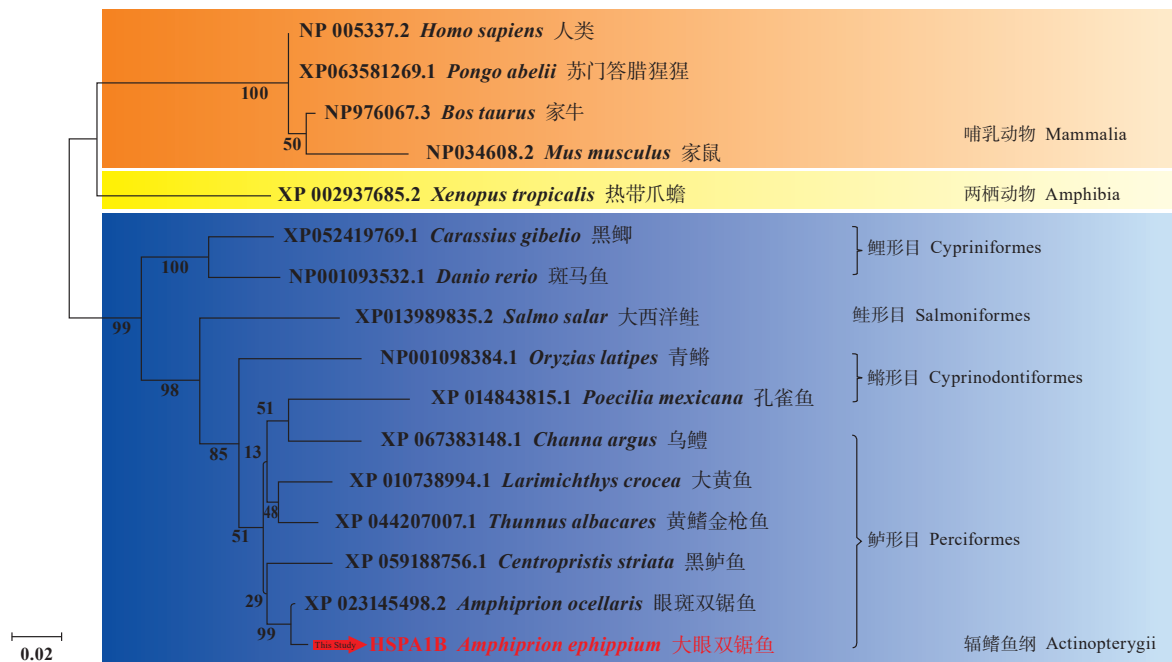 NP 005337.2 Homo sapiens 人类
XP063581269.1 Pongo abelii 苏门答腊猩猩
100
NP976067.3 Bos taurus 家牛
哺乳动物 Mammalia
50
NP034608.2 Mus musculus 家鼠
XP 002937685.2 Xenopus tropicalis 热带爪蟾
两栖动物 Amphibia
XP052419769.1 Carassius gibelio 黑鲫
鲤形目 Cypriniformes
100
NP001093532.1 Danio rerio 斑马鱼
99
XP013989835.2 Salmo salar 大西洋鲑
鲑形目 Salmoniformes
NP001098384.1 Oryzias latipes 青鳉
鳉形目 Cyprinodontiformes
98
XP 014843815.1 Poecilia mexicana 孔雀鱼
51
XP 067383148.1 Channa argus 乌鳢
85
13
XP 010738994.1 Larimichthys crocea 大黄鱼
48
XP 044207007.1 Thunnus albacares 黄鳍金枪鱼
51
鲈形目 Perciformes
XP 059188756.1 Centropristis striata 黑鲈鱼
29
XP 023145498.2 Amphiprion ocellaris 眼斑双锯鱼
99
This Study
HSPA1B Amphiprion ephippium 大眼双锯鱼
辐鳍鱼纲 Actinopterygii
0.02